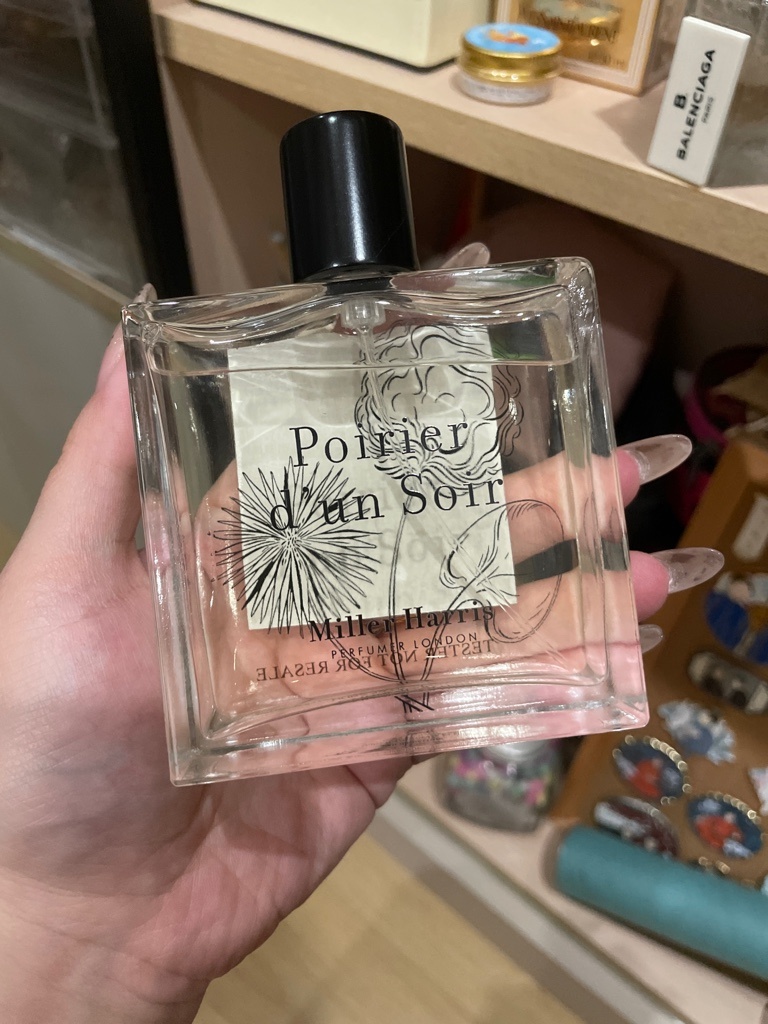 B.
BALENCIAGA
PARIS
Poirier
d'un Soir
Miller Harris
PERFUMER LONDON
TESTER NOT FOR RESALE